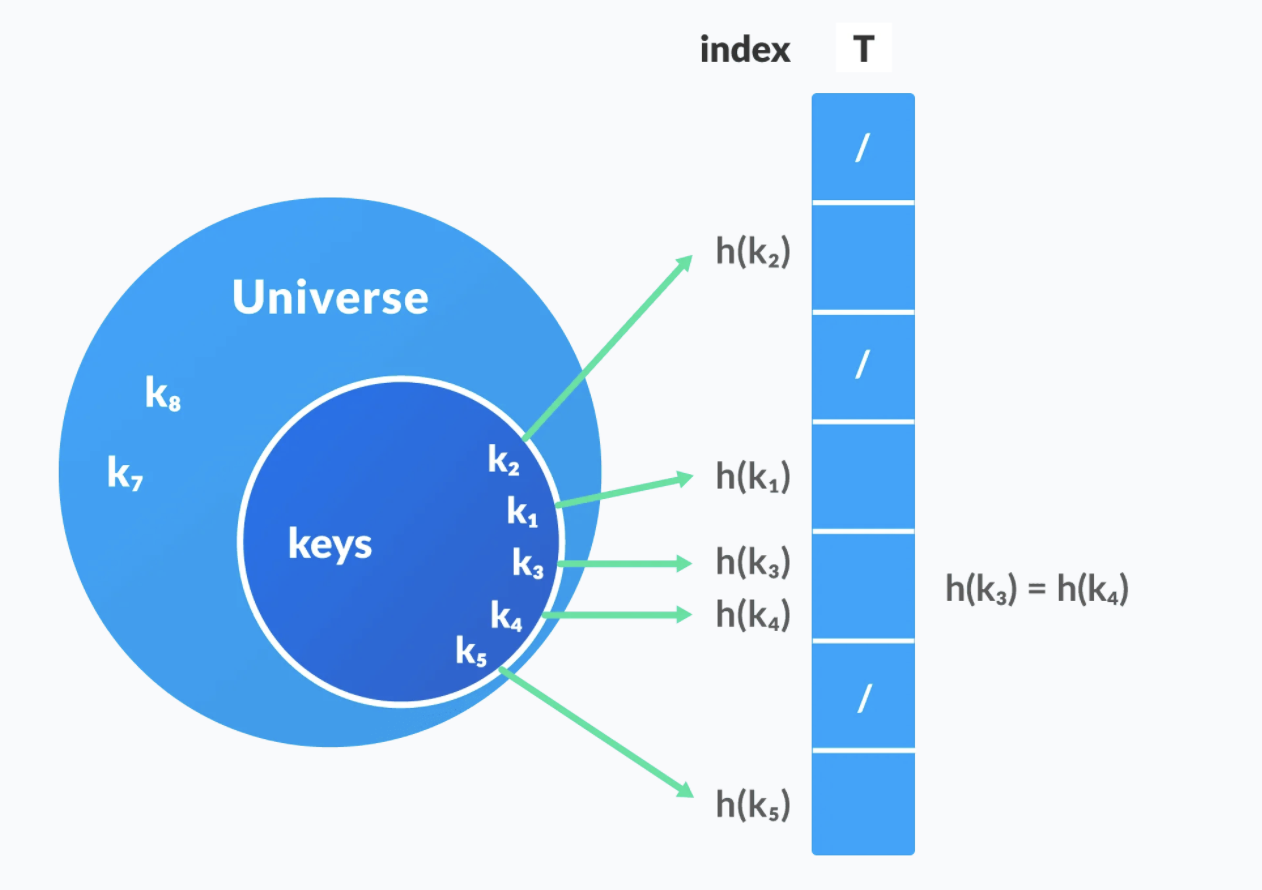 index T
/
h(k₂)
Universe
/
k₈
k₂
k₇
h(k₁)
k₁
keys
k₃
h(k₃)
h(k₃) = h(k₄)
k₄
h(k₄)
k₅
/
h(k₅)